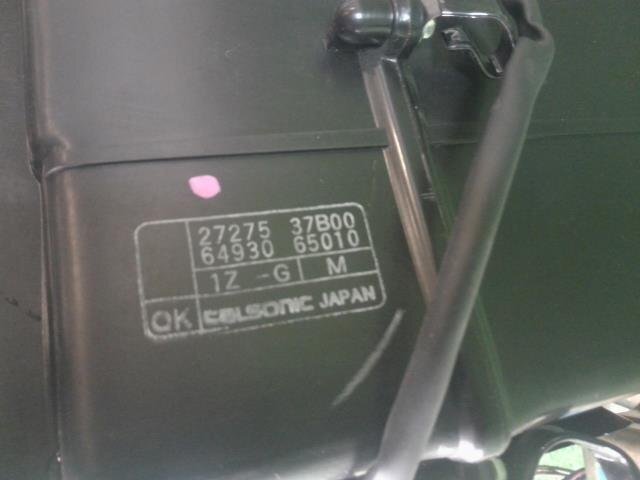 27275 37B00
64930 65010
1Z -G M
OK CALSONIC JAPAN